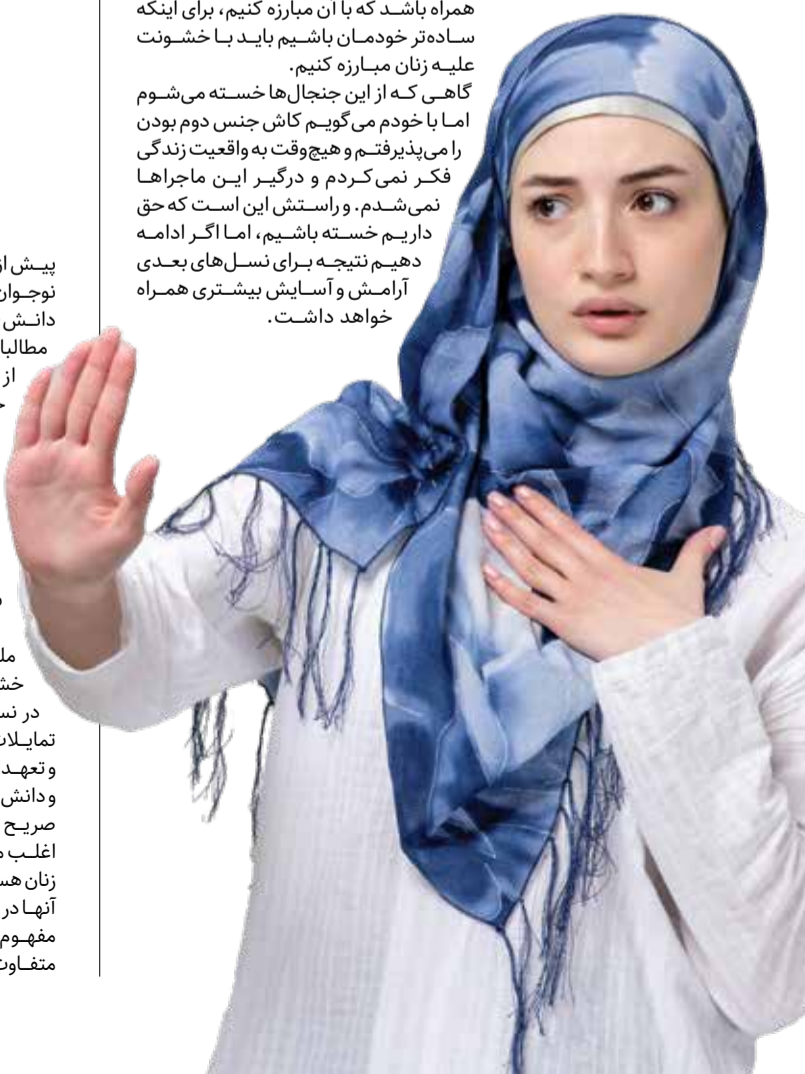 همراه باشد که با آن مبارزه کنیم، برای اینکه
ساده‌تر خودمان باشیم باید با خشونت
علیه زنان مبارزه کنیم.
گاهی که از این جنجال‌ها خسته می‌شوم
اما با خودم می‌گویم کاش جنس دوم بودن
را می‌پذیرفتم و هیچ‌وقت به واقعیت زندگی
فکر نمی‌کردم و درگیر این ماجراها
نمی‌شدم. و راستش این است که حق
داریم خسته باشیم، اما اگر ادامه
دهیم نتیجه برای نسل‌های بعدی
آرامش و آسایش بیشتری همراه
خواهد داشت.
پیش از
نوجوان
دانش
مطالبا
از
در نس
تمایلات
و تعهد
و دانش
صریح
اغلب
زنان هس
آنها در
مفهوم
متفاوت